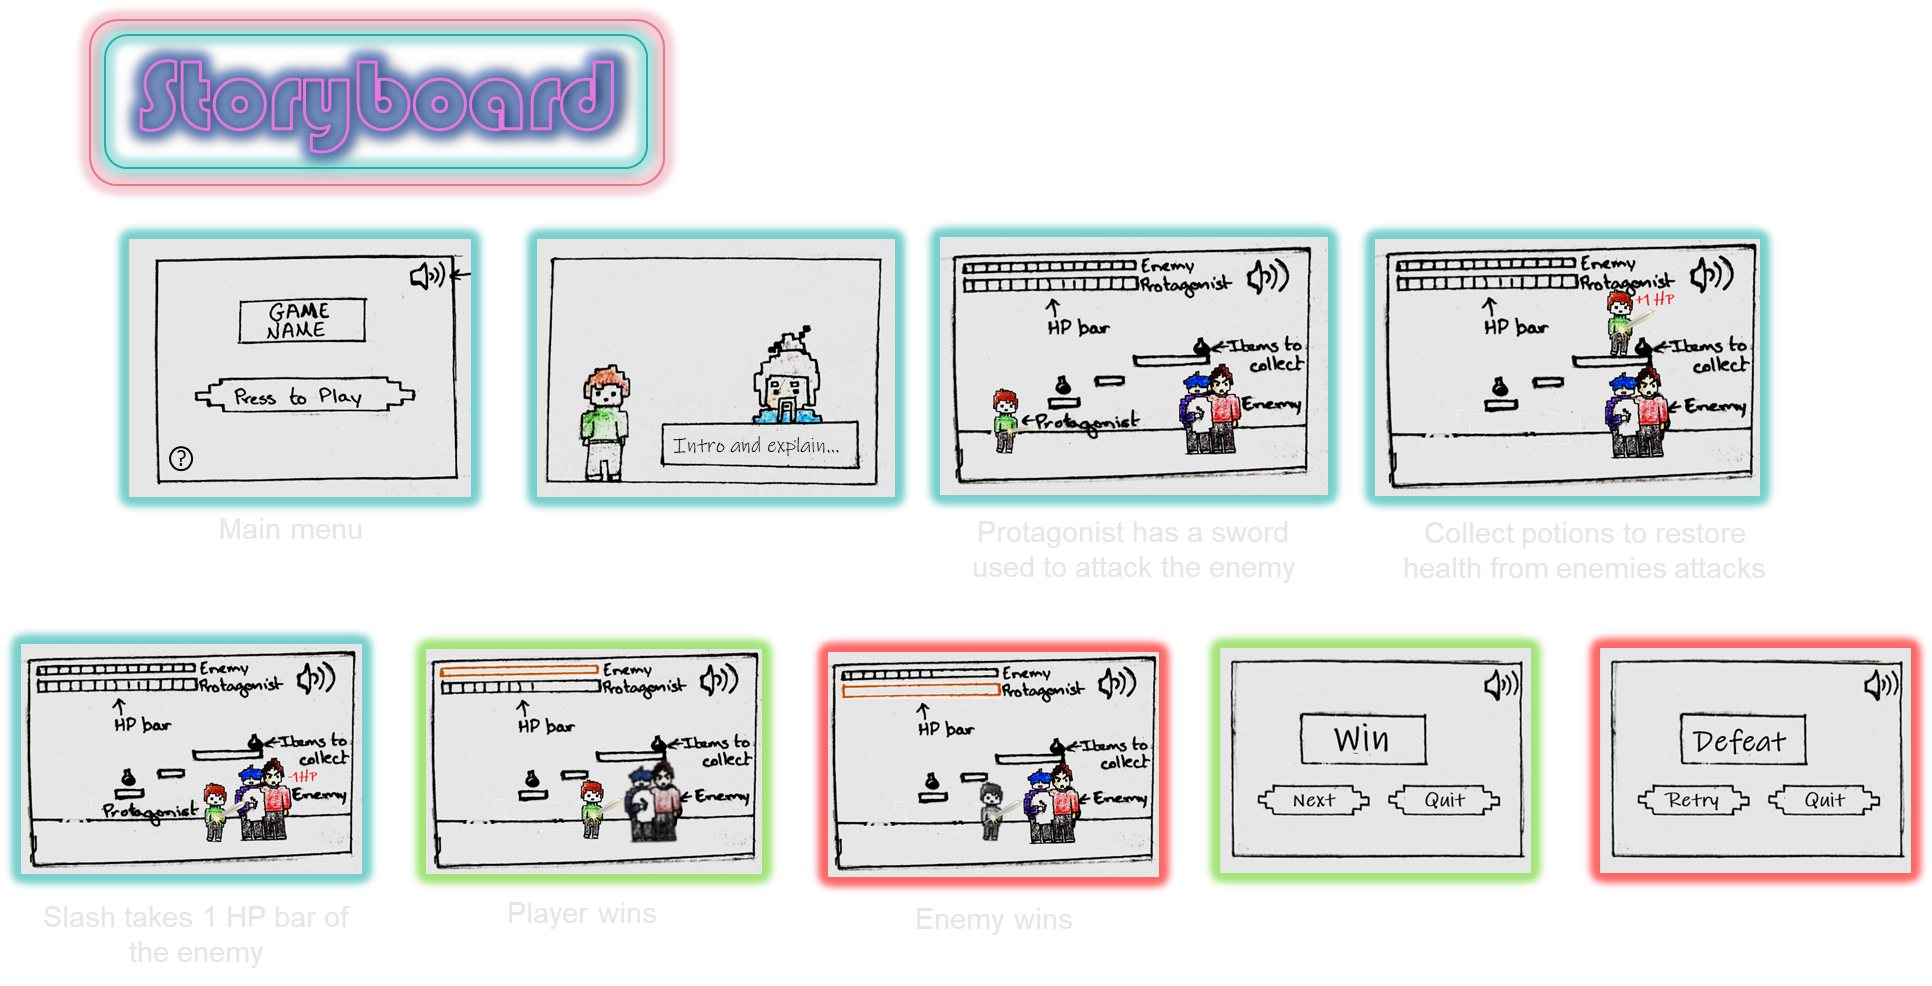 Storyboard
GAME
NAME
Press to Play
?
Main menu
Intro and explain...
Enemy
Protagonist
HP bar
Items to
collect
Enemy
Protagonist
Protagonist has a sword
used to attack the enemy
Enemy
Protagonist
+1 HP
HP bar
Items to
collect
Enemy
Collect potions to restore
health from enemies attacks
Enemy
Protagonist
HP bar
Items to
collect
-1HP
Enemy
Protagonist
Slash takes 1 HP bar of
the enemy
Enemy
Protagonist
HP bar
Items to
collect
Enemy
Player wins
Enemy
Protagonist
HP bar
Items to
collect
Enemy
Enemy wins
Win
Next
Quit
Defeat
Retry
Quit